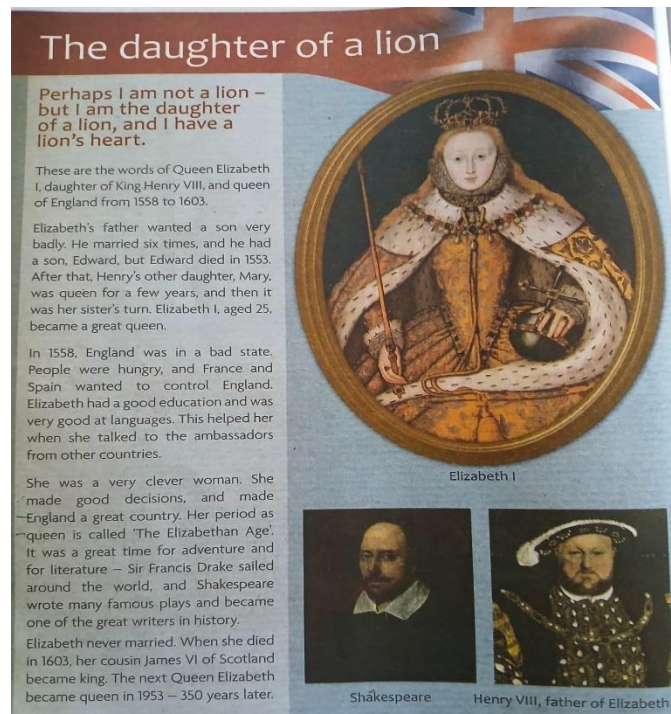 The daughter of a lion
Perhaps I am not a lion –
but I am the daughter
of a lion, and I have a
lion's heart.
These are the words of Queen Elizabeth
I, daughter of King Henry VIII, and queen
of England from 1558 to 1603.
Elizabeth's father wanted a son very
badly. He married six times, and he had
a son, Edward, but Edward died in 1553.
After that, Henry's other daughter, Mary,
was queen for a few years, and then it
was her sister's turn. Elizabeth I, aged 25,
became a great queen.
In 1558, England was in a bad state.
People were hungry, and France and
Spain wanted to control England.
Elizabeth had a good education and was
very good at languages. This helped her
when she talked to the ambassadors
from other countries.
She was a very clever woman. She
made good decisions, and made
England a great country. Her period as
queen is called 'The Elizabethan Age'.
It was a great time for adventure and
for literature – Sir Francis Drake sailed
around the world, and Shakespeare
wrote many famous plays and became
one of the great writers in history.
Elizabeth never married. When she died
in 1603, her cousin James VI of Scotland
became king. The next Queen Elizabeth
became queen in 1953 – 350 years later.
Elizabeth I
Shakespeare
Henry VIII, father of Elizabeth